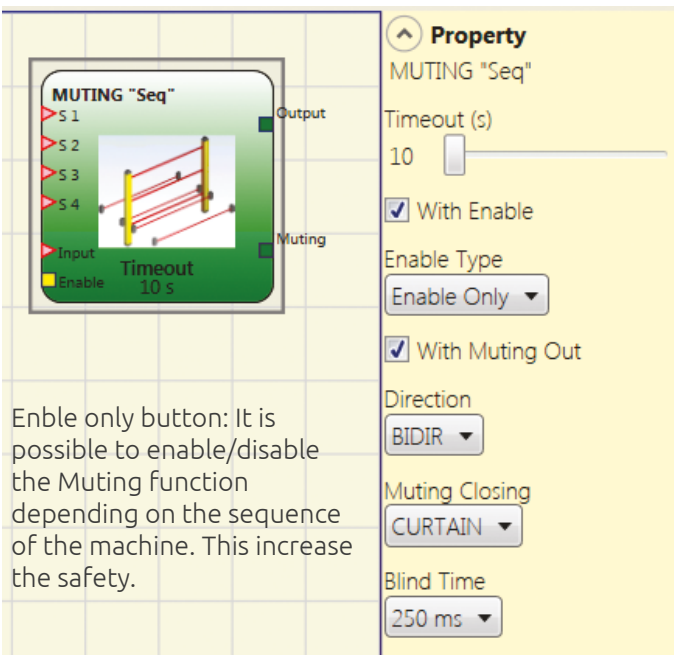 MUTING "Seq"
S 1
S 2
S 3
S 4
Input
Enable
Output
Muting
Timeout
10 s
Enble only button: It is
possible to enable/disable
the Muting function
depending on the sequence
of the machine. This increase
the safety.
Property
MUTING "Seq"
Timeout (s)
10
With Enable
Enable Type
Enable Only
With Muting Out
Direction
BIDIR
Muting Closing
CURTAIN
Blind Time
250 ms